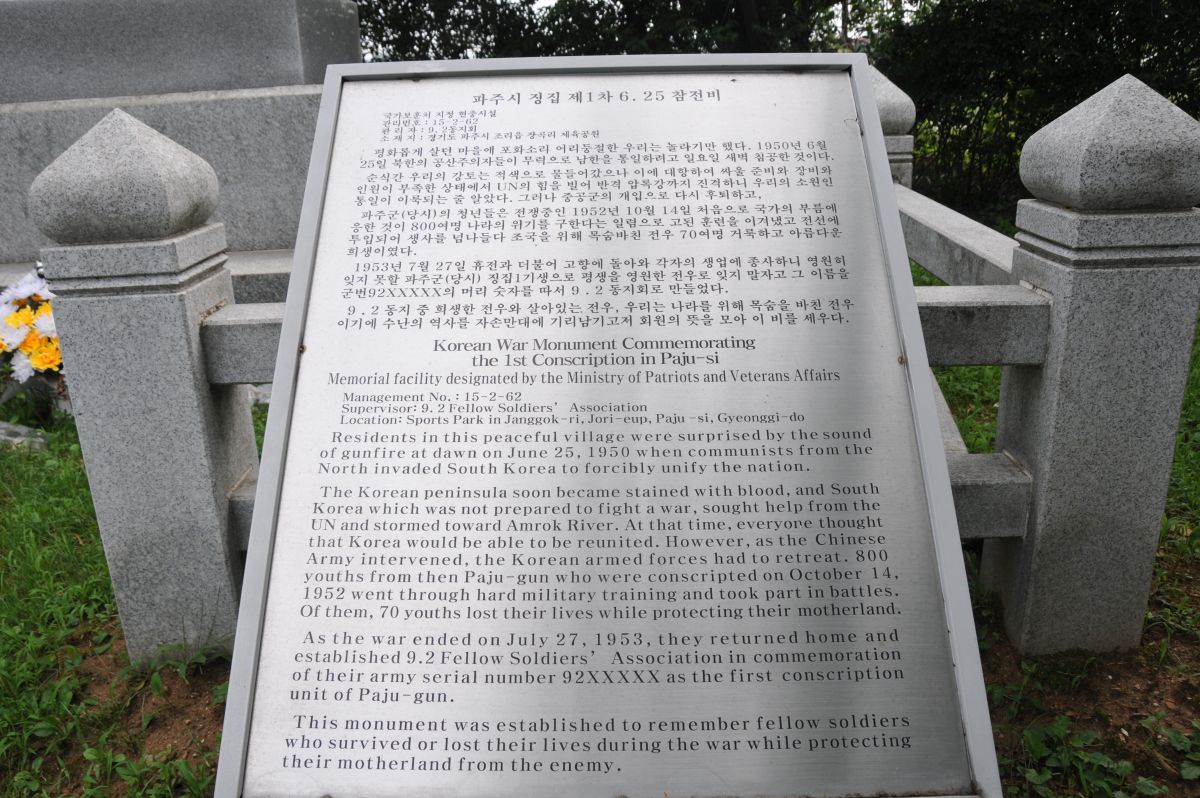 파주시 징집 제1차 6.25 참전비
국가보훈처 지정 현충시설
관리번호 : 15-2-62
관 리 자 : 9.2동지회
소 재 지 : 경기도 파주시 조리읍 장곡리 체육공원
평화롭게 살던 마을에 포화소리 어리둥절한 우리는 놀라기만 했다. 1950년 6월
25일 북한의 공산주의자들이 무력으로 남한을 통일하려고 일요일 새벽 침공한 것이다.
순식간 우리의 강토는 적색으로 물들어갔으나 이에 대항하여 싸울 준비와 장비와
인원이 부족한 상태에서 UN의 힘을 빌어 반격 압록강까지 진격하니 우리의 소원인
통일이 이룩되는 줄 알았다. 그러나 중공군의 개입으로 다시 후퇴하고,
파주군(당시)의 청년들은 전쟁중인 1952년 10월 14일 처음으로 국가의 부름에
응한 것이 800여명 나라의 위기를 구한다는 일념으로 고된 훈련을 이겨냈고 전선에
투입되어 생사를 넘나들다 조국을 위해 목숨바친 전우 70여명 거룩하고 아름다운
희생이였다.
1953년 7월 27일 휴전과 더불어 고향에 돌아와 각자의 생업에 종사하니 영원히
잊지 못할 파주군(당시) 징집1기생으로 평생을 영원한 전우로 잊지 말자고 그 이름을
군번92XXXXX의 머리 숫자를 따서 9.2 동지회로 만들었다.
9.2 동지 중 희생한 전우와 살아있는 전우, 우리는 나라를 위해 목숨을 바친 전우
이기에 수난의 역사를 자손만대에 기리남기고저 회원의 뜻을 모아 이 비를 세우다.
Korean War Monument Commemorating
the 1st Conscription in Paju-si
Memorial facility designated by the Ministry of Patriots and Veterans Affairs
Management No. : 15-2-62
Supervisor: 9.2 Fellow Soldiers' Association
Location: Sports Park in Janggok-ri, Jori-eup, Paju -si, Gyeonggi-do
Residents in this peaceful village were surprised by the sound
of gunfire at dawn on June 25, 1950 when communists from the
North invaded South Korea to forcibly unify the nation.
The Korean peninsula soon became stained with blood, and South
Korea which was not prepared to fight a war, sought help from the
UN and stormed toward Amrok River. At that time, everyone thought
that Korea would be able to be reunited. However, as the Chinese
Army intervened, the Korean armed forces had to retreat. 800
youths from then Paju-gun who were conscripted on October 14,
1952 went through hard military training and took part in battles.
Of them, 70 youths lost their lives while protecting their motherland.
As the war ended on July 27, 1953, they returned home and
established 9.2 Fellow Soldiers' Association in commemoration
of their army serial number 92XXXXX as the first conscription
unit of Paju-gun.
This monument was established to remember fellow soldiers
who survived or lost their lives during the war while protecting
their motherland from the enemy.